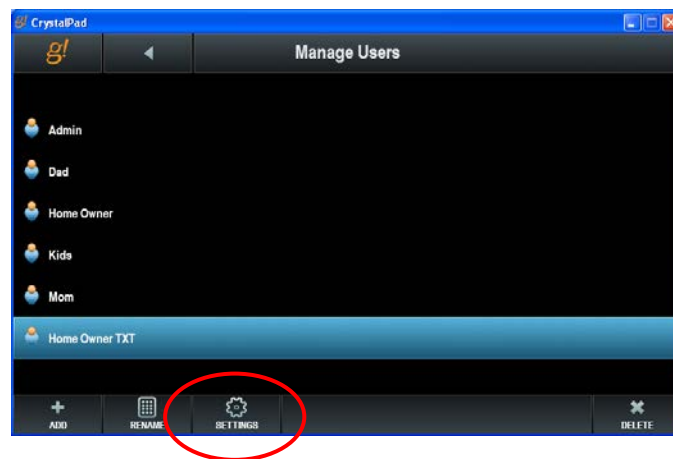 g! CrystalPad
g! Manage Users
Admin
Dad
Home Owner
Kids
Mom
Home Owner TXT
ADD RENAME SETTINGS DELETE